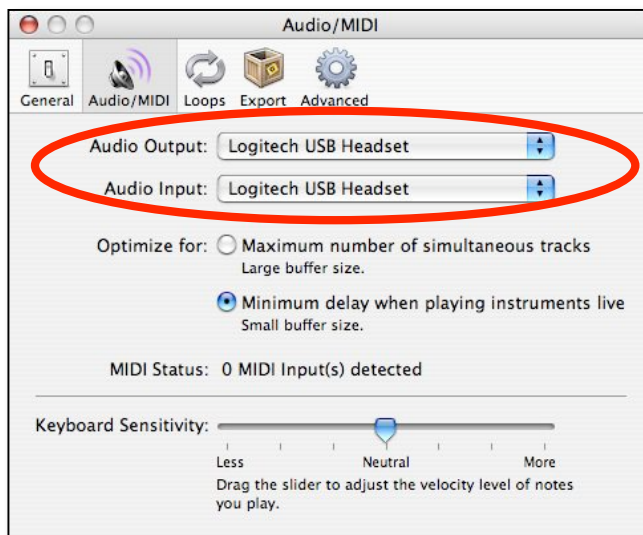 Audio/MIDI
General Audio/MIDI Loops Export Advanced
Audio Output: Logitech USB Headset
Audio Input: Logitech USB Headset
Optimize for: Maximum number of simultaneous tracks
Large buffer size.
Minimum delay when playing instruments live
Small buffer size.
MIDI Status: 0 MIDI Input(s) detected
Keyboard Sensitivity:
Less Neutral More
Drag the slider to adjust the velocity level of notes
you play.